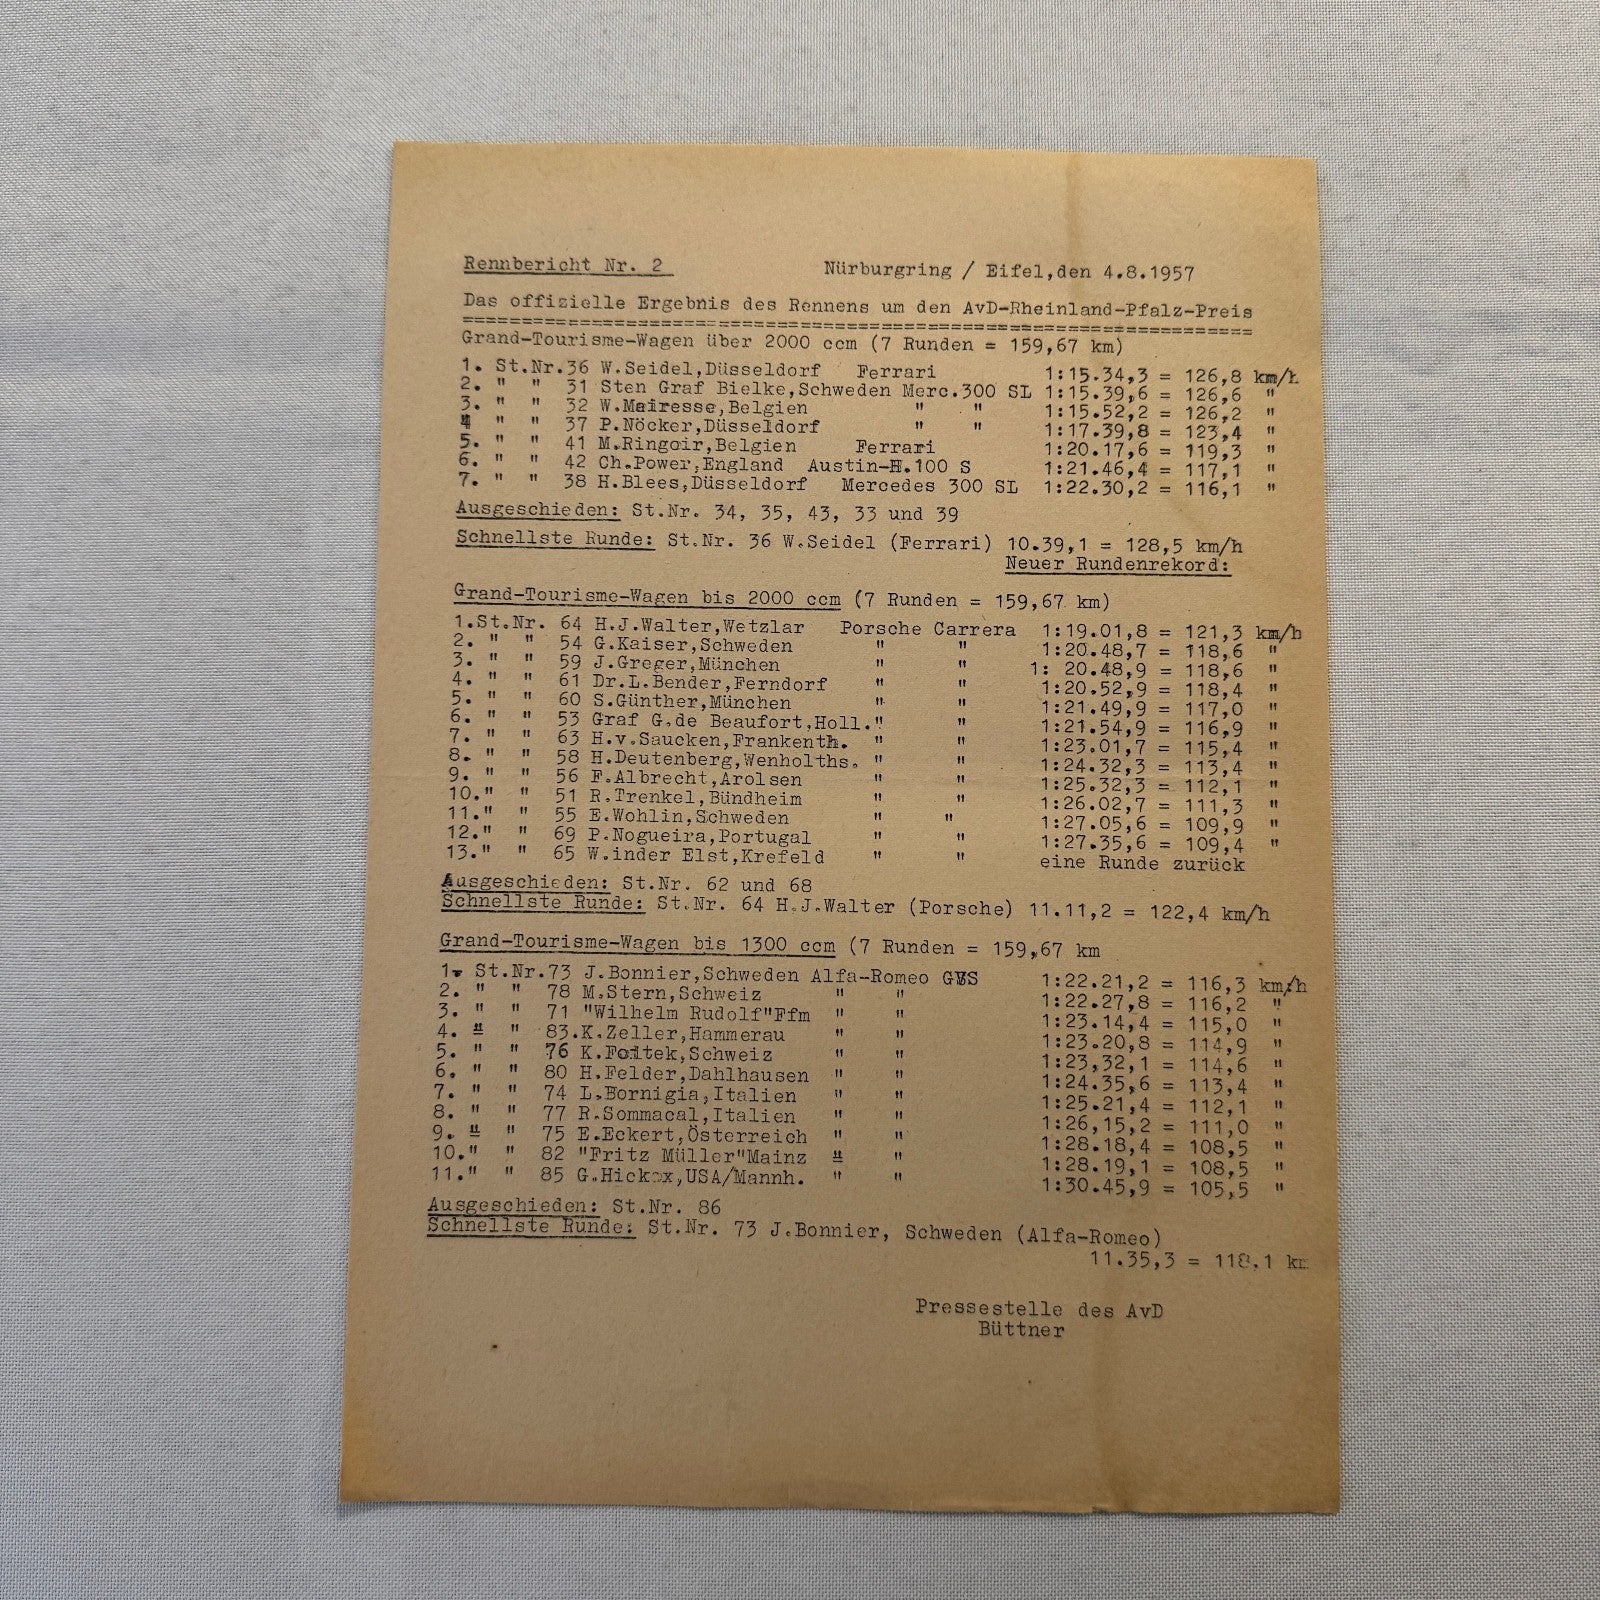 Rennbericht Nr. 2 Nürburgring / Eifel,den 4.8.1957
Das offizielle Ergebnis des Rennens um den AvD-Rheinland-Pfalz-Preis
Grand-Tourisme-Wagen über 2000 ccm (7 Runden = 159,67 km)
1. St.Nr.36 W.Seidel,Düsseldorf Ferrari 1:15.34,3 = 126,8 km/h
2. " " 31 Sten Graf Bielke,Schweden Merc.300 SL 1:15.39,6 = 126,6 "
3. " " 32 W.Mairesse,Belgien " " 1:15.52,2 = 126,2 "
4 " " 37 P.Nöcker,Düsseldorf " " 1:17.39,8 = 123,4 "
5. " " 41 M.Ringoir,Belgien Ferrari 1:20.17,6 = 119,3 "
6. " " 42 Ch.Power,England Austin-H.100 S 1:21.46,4 = 117,1 "
7. " " 38 H.Blees,Düsseldorf Mercedes 300 SL 1:22.30,2 = 116,1 "
Ausgeschieden: St.Nr. 34, 35, 43, 33 und 39
Schnellste Runde: St.Nr. 36 W.Seidel (Ferrari) 10.39,1 = 128,5 km/h
Neuer Rundenrekord:
Grand-Tourisme-Wagen bis 2000 ccm (7 Runden = 159,67 km)
1.St.Nr. 64 H.J.Walter,Wetzlar Porsche Carrera 1:19.01,8 = 121,3 km/h
2. " " 54 G.Kaiser,Schweden " " 1:20.48,7 = 118,6 "
3. " " 59 J.Greger,München " " 1: 20.48,9 = 118,6 "
4. " " 61 Dr.L.Bender,Ferndorf " " 1:20.52,9 = 118,4 "
5. " " 60 S.Günther,München " " 1:21.49,9 = 117,0 "
6. " " 53 Graf G.de Beaufort,Holl." " 1:21.54,9 = 116,9 "
7. " " 63 H.v.Saucken,Frankenth. " " 1:23.01,7 = 115,4 "
8. " " 58 H.Deutenberg,Wenholths. " " 1:24.32,3 = 113,4 "
9. " " 56 F.Albrecht,Arolsen " " 1:25.32,3 = 112,1 "
10." " 51 R.Trenkel,Bündheim " " 1:26.02,7 = 111,3 "
11." " 55 E.Wohlin,Schweden " " 1:27.05,6 = 109,9 "
12." " 69 P.Nogueira,Portugal " " 1:27.35,6 = 109,4 "
13." " 65 W.inder Elst,Krefeld " " eine Runde zurück
Ausgeschieden: St.Nr. 62 und 68
Schnellste Runde: St.Nr. 64 H.J.Walter (Porsche) 11.11,2 = 122,4 km/h
Grand-Tourisme-Wagen bis 1300 ccm (7 Runden = 159,67 km
1. St.Nr.73 J.Bonnier,Schweden Alfa-Romeo 1:22.21,2 = 116,3 km/h
2. " " 78 M.Stern,Schweiz " " 1:22.27,8 = 116,2 "
3. " " 71 "Wilhelm Rudolf"Ffm " " 1:23.14,4 = 115,0 "
4. " " 83.K.Zeller,Hammerau " " 1:23.20,8 = 114,9 "
5. " " 76 K.Foitek,Schweiz " " 1:23,32,1 = 114,6 "
6. " " 80 H.Felder,Dahlhausen " " 1:24.35,6 = 113,4 "
7. " " 74 L.Bornigia,Italien " " 1:25.21,4 = 112,1 "
8. " " 77 R.Sommacal,Italien " " 1:26,15,2 = 111,0 "
9. " " 75 E.Eckert,Österreich " " 1:28.18,4 = 108,5 "
10." " 82 "Fritz Müller"Mainz " " 1:28.19,1 = 108,5 "
11." " 85 G.Hickox,USA/Mannh. " " 1:30.45,9 = 105,5 "
Ausgeschieden: St.Nr. 86
Schnellste Runde: St.Nr. 73 J.Bonnier, Schweden (Alfa-Romeo)
11.35,3 = 118,1 km
Pressestelle des AvD
Büttner